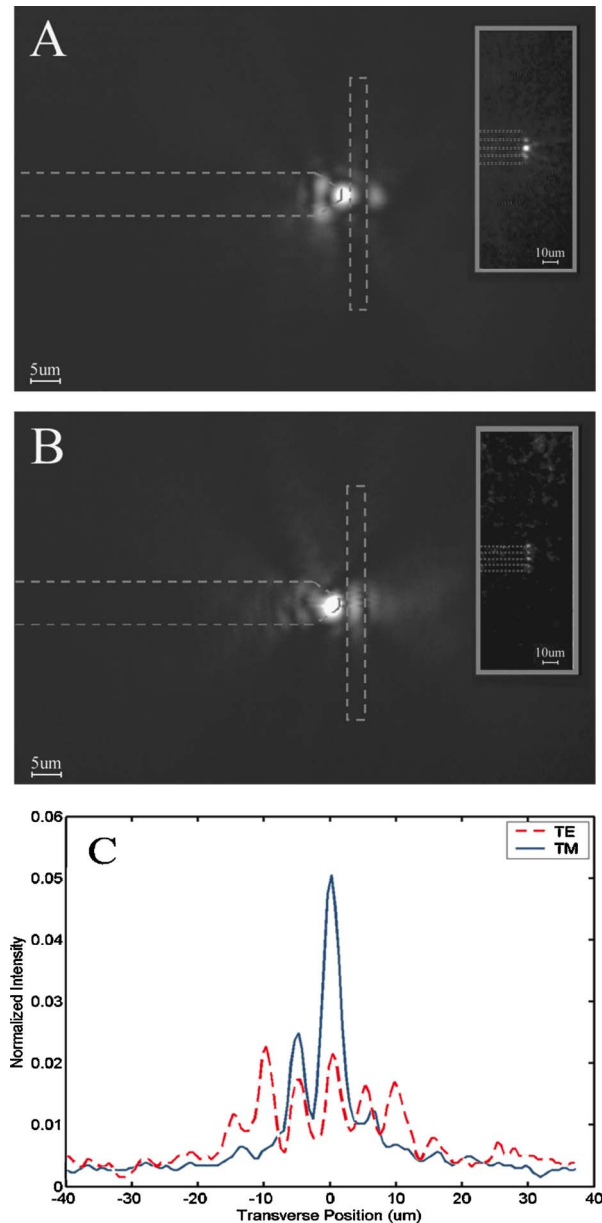 A
10um
5um
B
10um
5um
C
TE
TM
0.06
0.05
0.04
0.03
0.02
0.01
0
-40
-30
-20
-10
0
10
20
30
40
Normalized Intensity
Transverse Position (um)